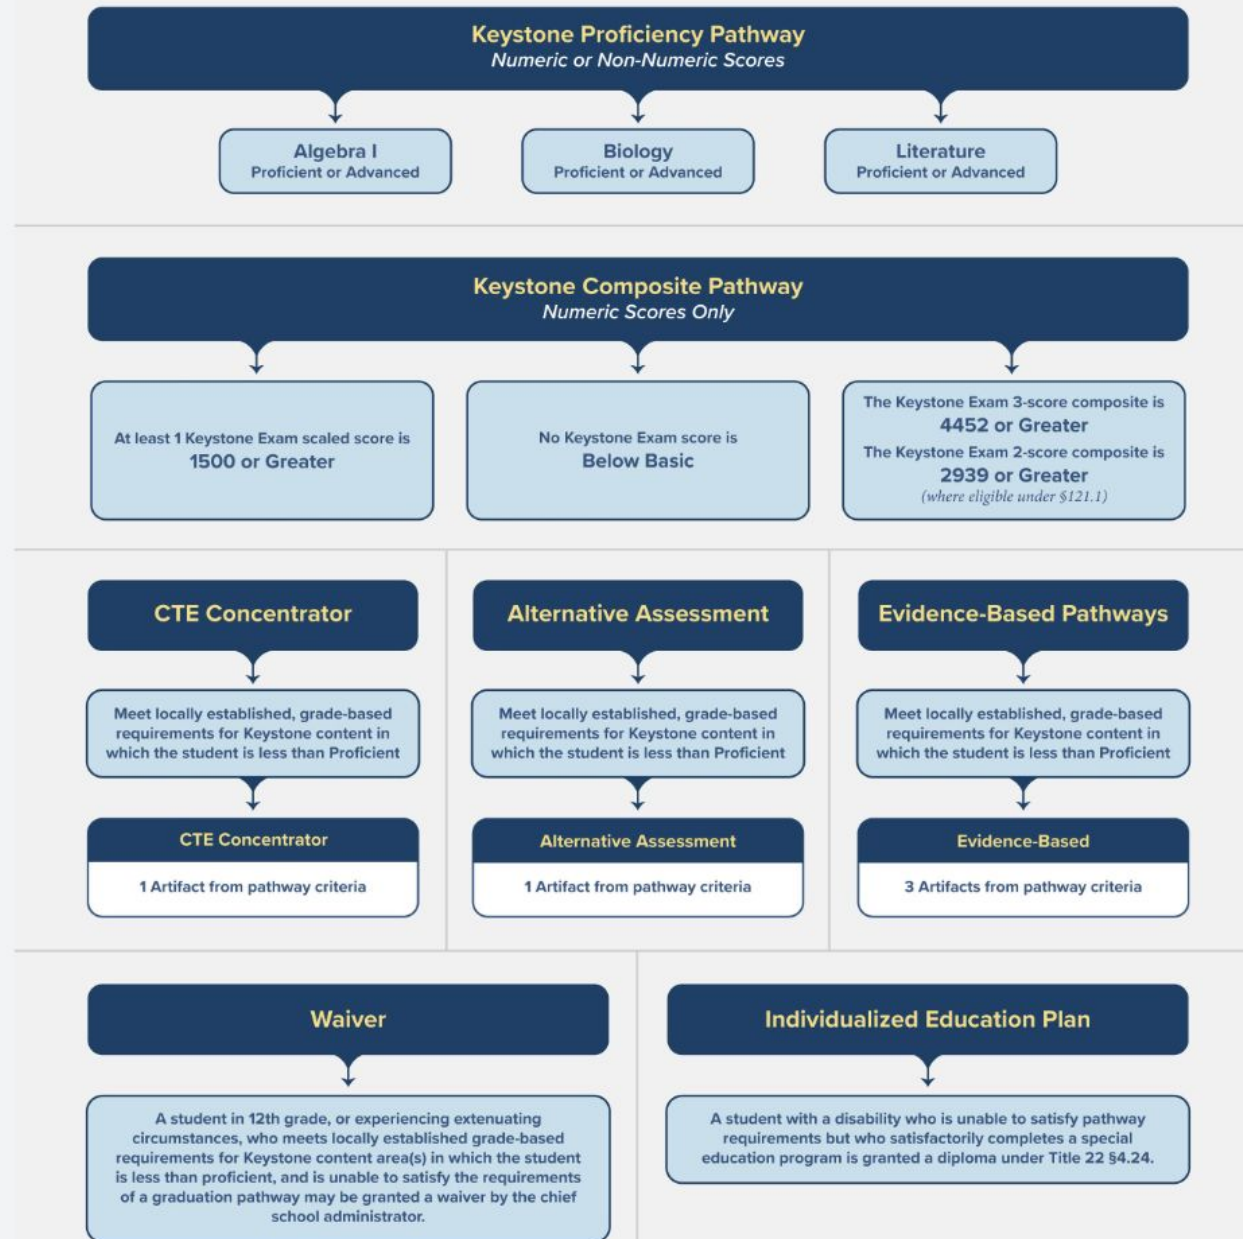 Keystone Proficiency Pathway
Numeric or Non-Numeric Scores
Algebra I
Proficient or Advanced
Biology
Proficient or Advanced
Literature
Proficient or Advanced
Keystone Composite Pathway
Numeric Scores Only
At least 1 Keystone Exam scaled score is
1500 or Greater
No Keystone Exam score is
Below Basic
The Keystone Exam 3-score composite is
4452 or Greater
The Keystone Exam 2-score composite is
2939 or Greater
(where eligible under §121.1)
CTE Concentrator
Meet locally established, grade-based
requirements for Keystone content in
which the student is less than Proficient
CTE Concentrator
1 Artifact from pathway criteria
Alternative Assessment
Meet locally established, grade-based
requirements for Keystone content in
which the student is less than Proficient
Alternative Assessment
1 Artifact from pathway criteria
Evidence-Based Pathways
Meet locally established, grade-based
requirements for Keystone content in
which the student is less than Proficient
Evidence-Based
3 Artifacts from pathway criteria
Waiver
A student in 12th grade, or experiencing extenuating
circumstances, who meets locally established grade-based
requirements for Keystone content area(s) in which the student
is less than proficient, and is unable to satisfy the requirements
of a graduation pathway may be granted a waiver by the chief
school administrator.
Individualized Education Plan
A student with a disability who is unable to satisfy pathway
requirements but who satisfactorily completes a special
education program is granted a diploma under Title 22 §4.24.